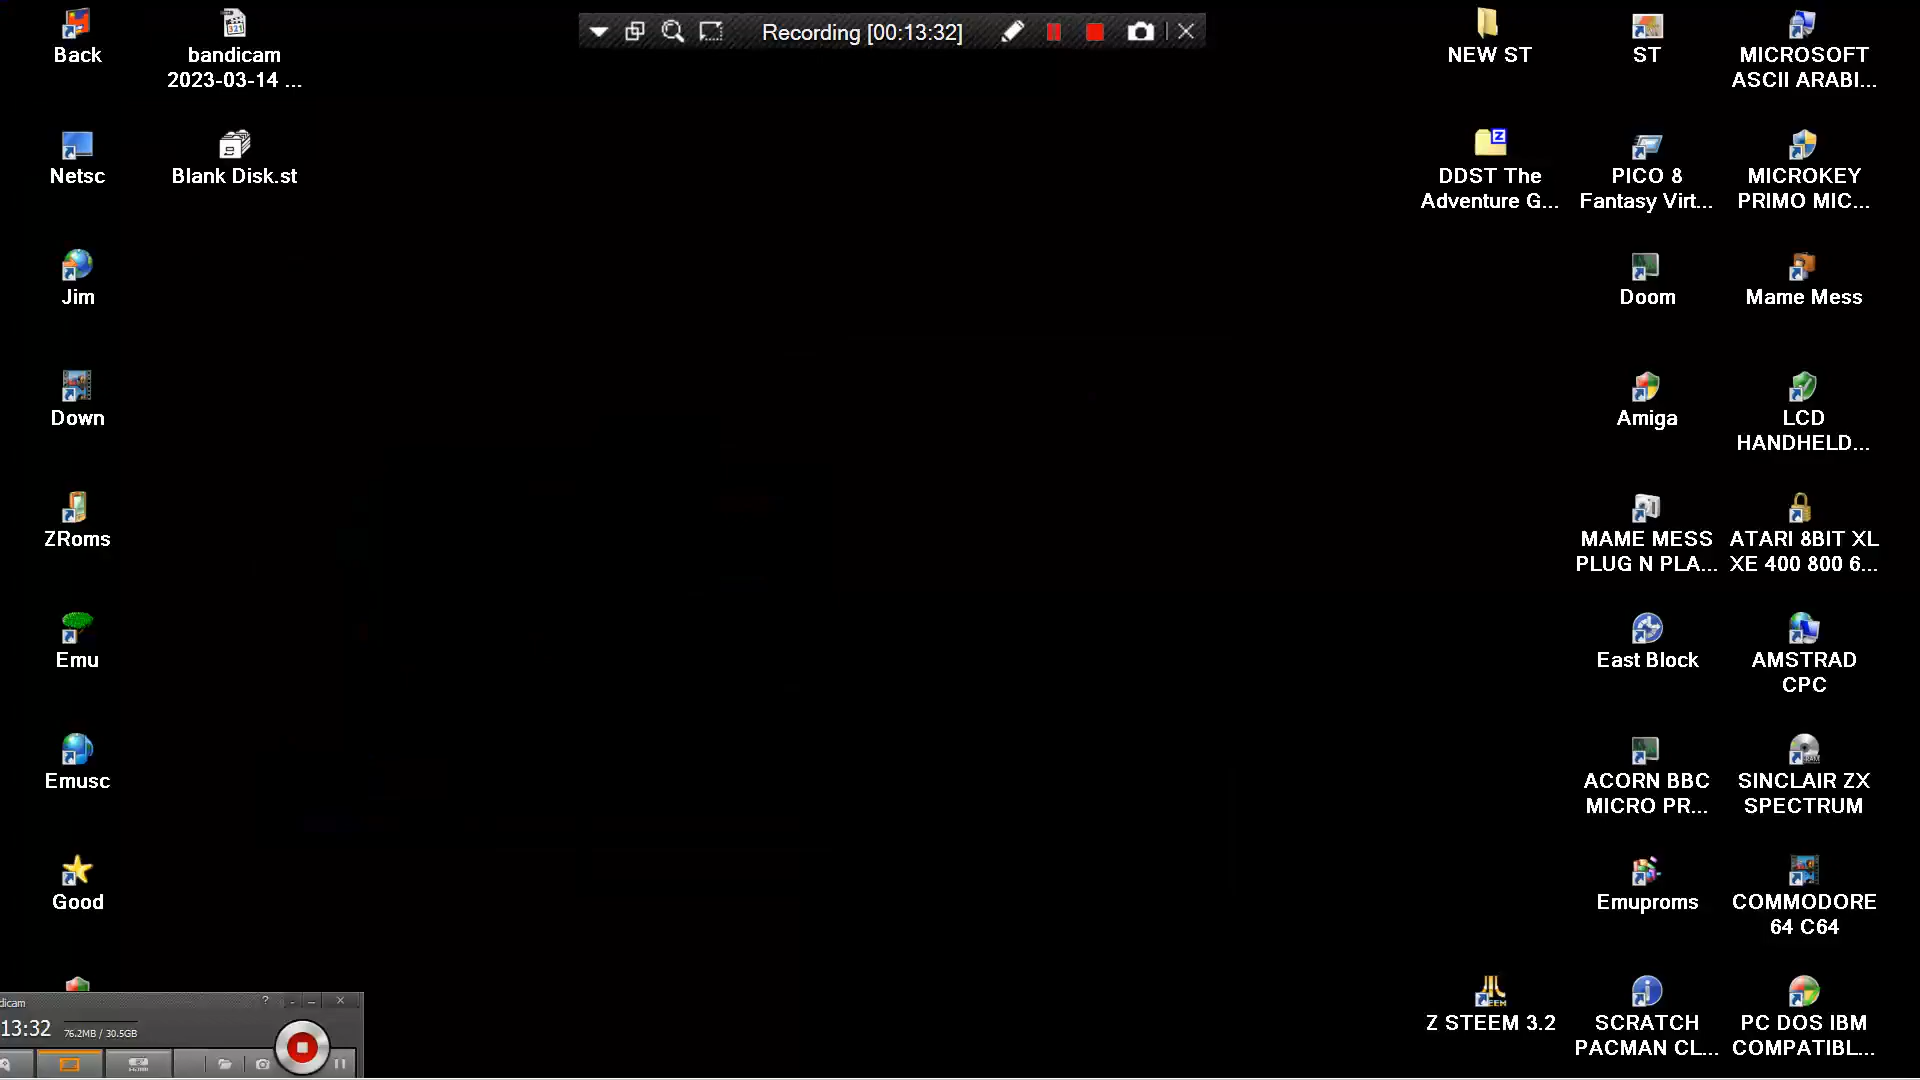 Recording [00:13:32]
Back
bandicam
2023-03-14 ...
NEW ST
ST
MICROSOFT
ASCII ARABI...
Netsc
Blank Disk.st
DDST The
Adventure G...
PICO 8
Fantasy Virt...
MICROKEY
PRIMO MIC...
Jim
Doom
Mame Mess
Down
Amiga
LCD
HANDHELD...
ZRoms
MAME MESS
PLUG N PLA...
ATARI 8BIT XL
XE 400 800 6...
Emu
East Block
AMSTRAD
CPC
Emusc
ACORN BBC
MICRO PR...
SINCLAIR ZX
SPECTRUM
Good
Emuproms
COMMODORE
64 C64
dicam
13:32
76.2MB / 30.5GB
Z STEEM 3.2
SCRATCH
PACMAN CL...
PC DOS IBM
COMPATIBL...